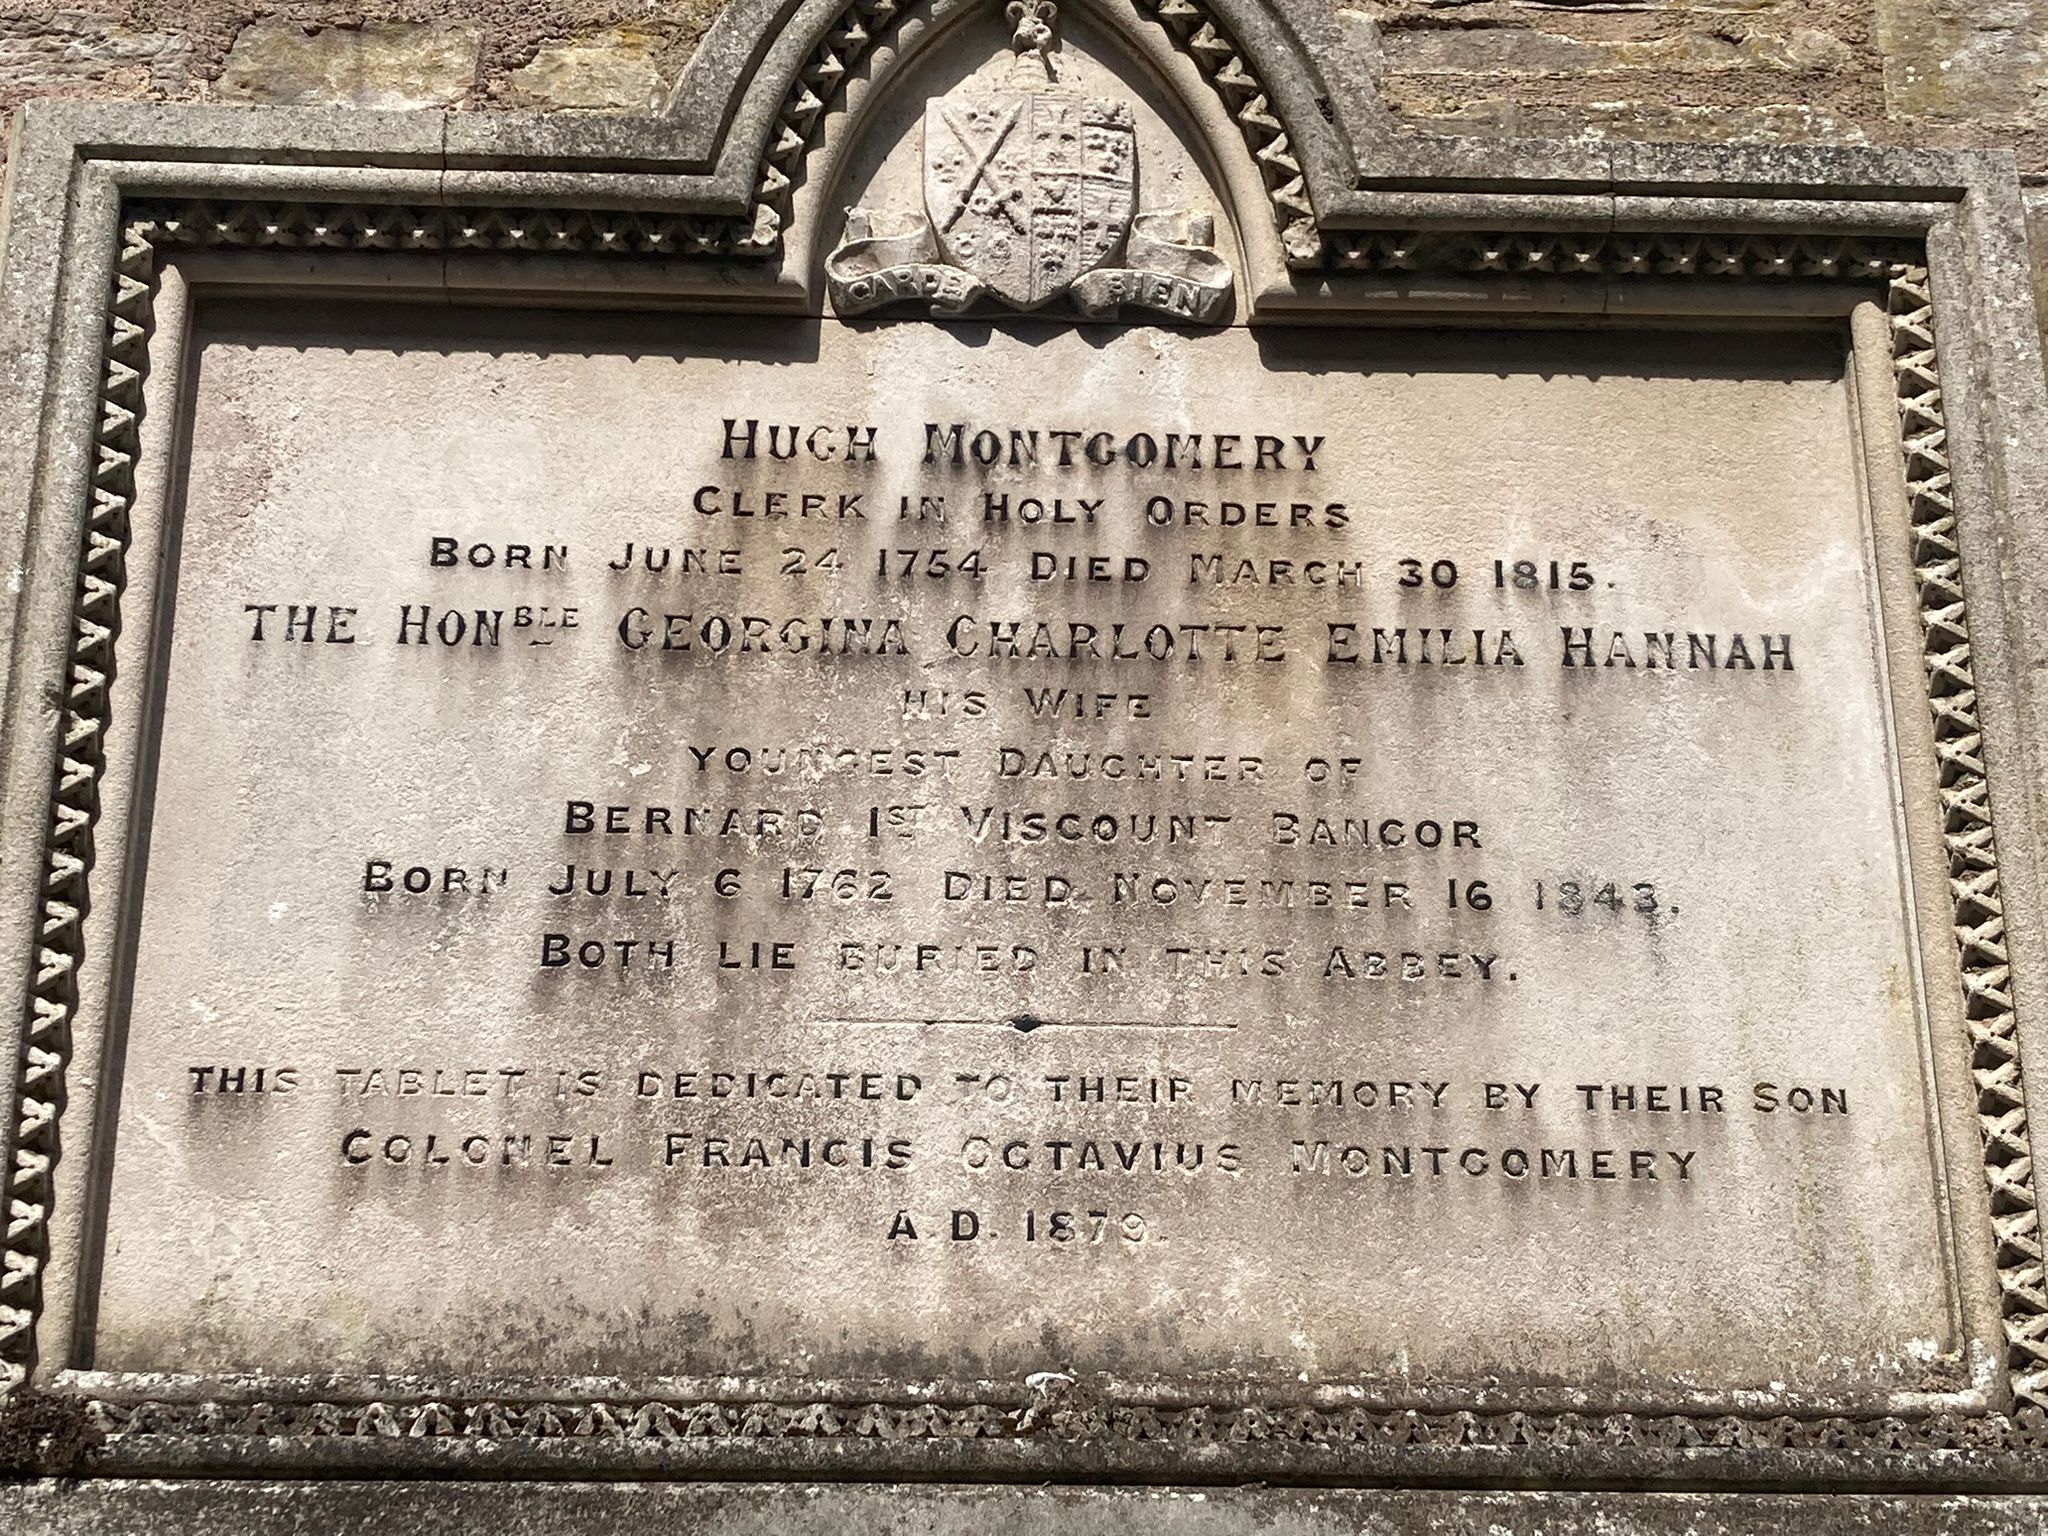 GARDE BIEN
HUGH MONTGOMERY
CLERK IN HOLY ORDERS
BORN JUNE 24 1754 DIED MARCH 30 1815.
THE HONBLE GEORGINA CHARLOTTE EMILIA HANNAH
HIS WIFE
YOUNGEST DAUGHTER OF
BERNARD 1ST VISCOUNT BANGOR
BORN JULY 6 1762 DIED NOVEMBER 16 1843.
BOTH LIE BURIED IN THIS ABBEY.
THIS TABLET IS DEDICATED TO THEIR MEMORY BY THEIR SON
COLONEL FRANCIS OCTAVIUS MONTGOMERY
A.D. 1879.